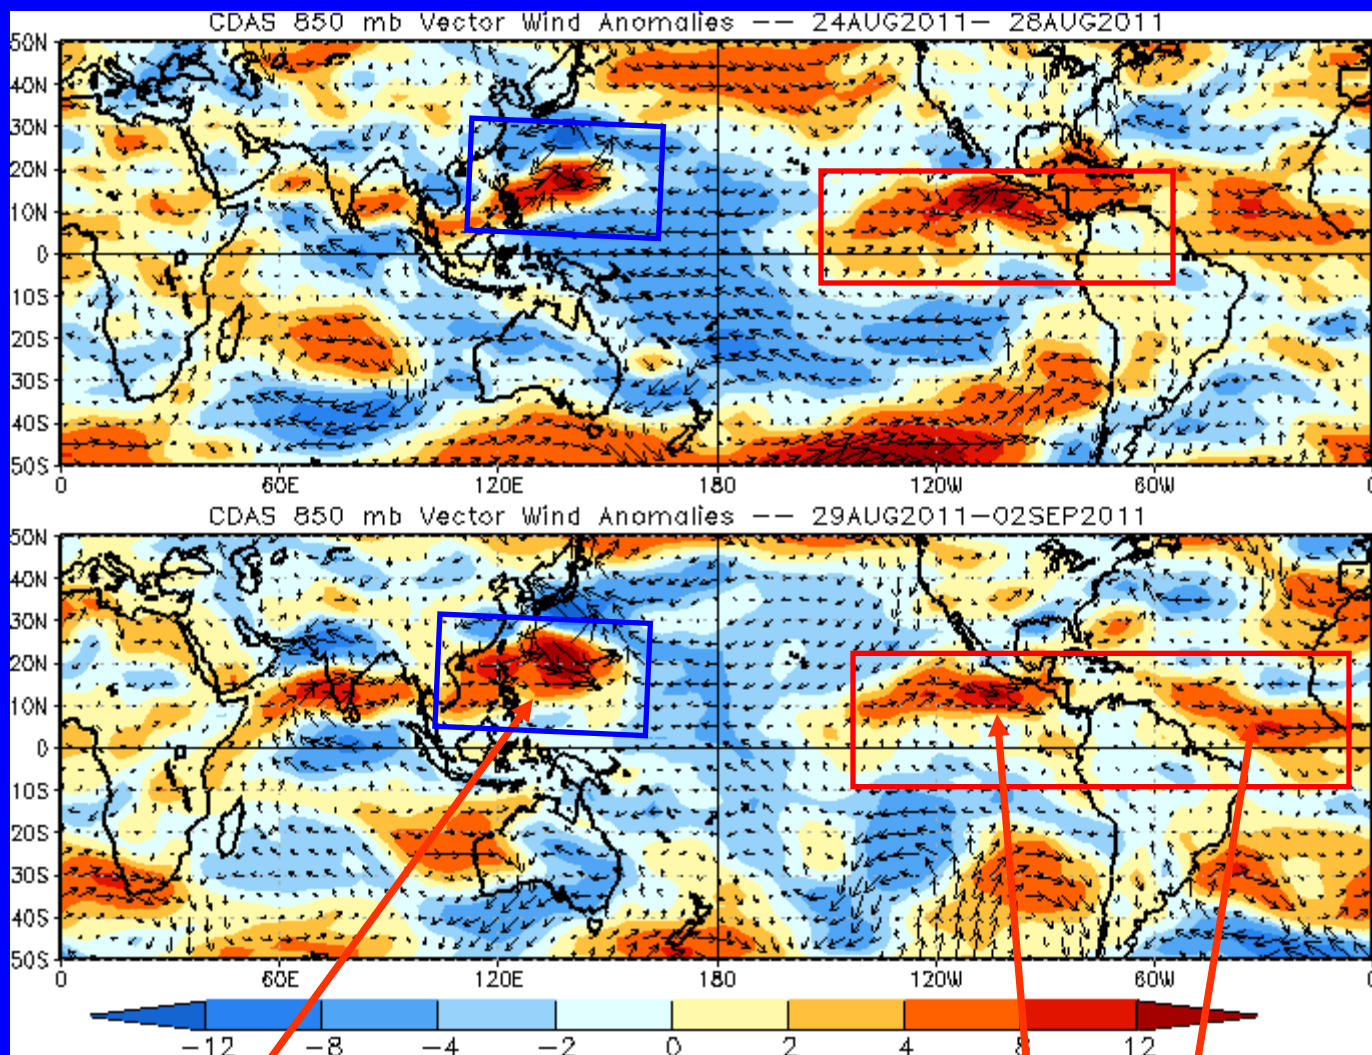 CDAS 850 mb Vector Wind Anomalies -- 24AUG2011- 28AUG2011
50N
40N
30N
20N
10N
0
10S
20S
30S
40S
50S
0 60E 120E 180 120W 60W 0
CDAS 850 mb Vector Wind Anomalies -- 29AUG2011-02SEP2011
50N
40N
30N
20N
10N
0
10S
20S
30S
40S
50S
0 60E 120E 180 120W 60W 0
-12 -8 -4 -2 0 2 4 8 12